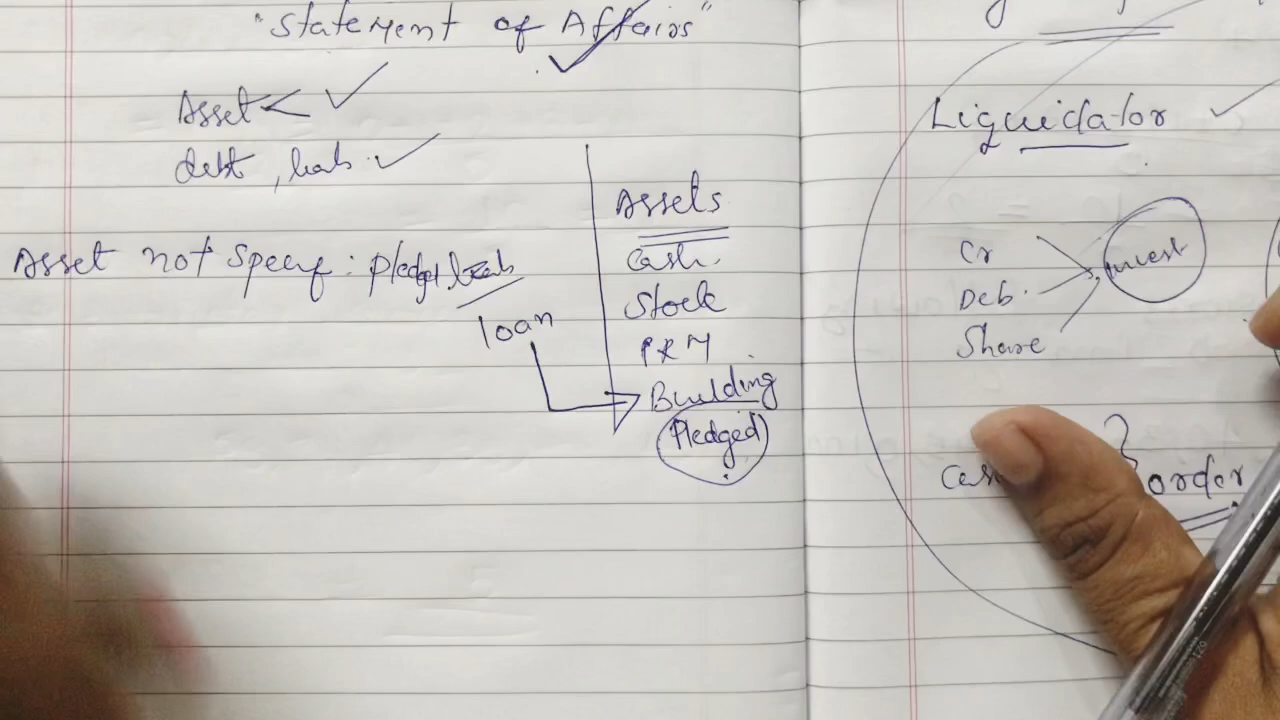 "Statement of Affairs"
Asset
debt, liab.
Asset not specif: pledged
loan
Assets
Cash
Stock
P&M
Building
Pledged
Liquidator
Cr
Deb.
Share
invest
order